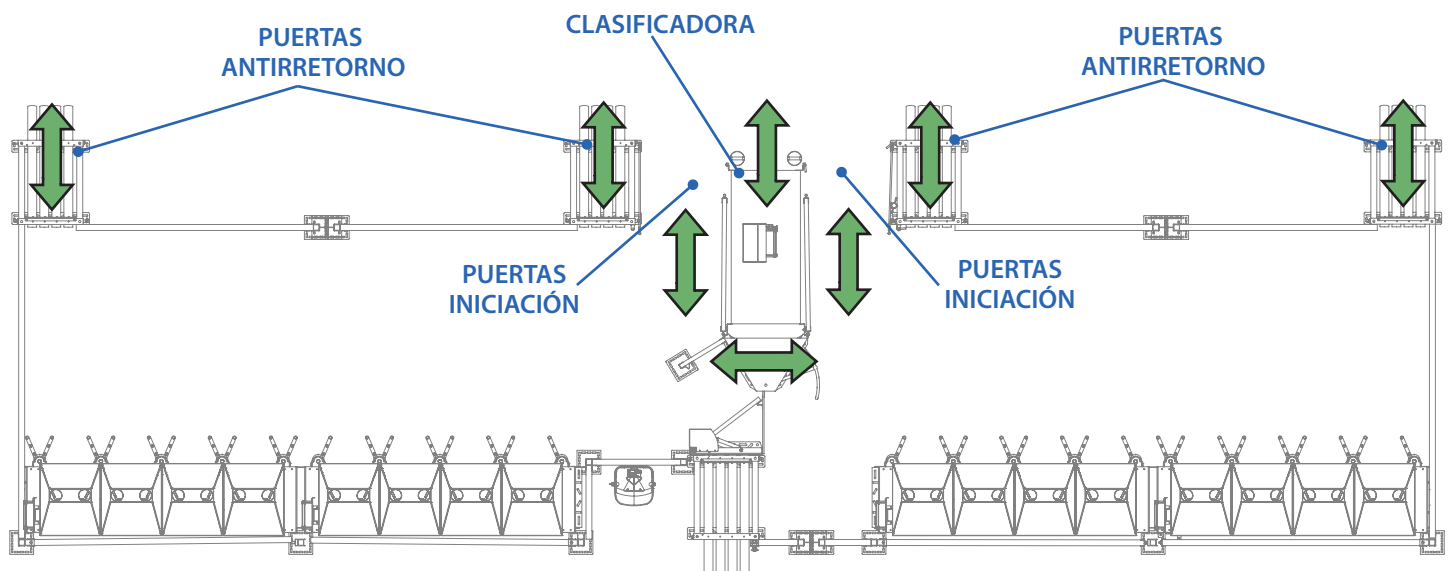 CLASIFICADORA
PUERTAS
ANTIRRETORNO
PUERTAS
ANTIRRETORNO
PUERTAS
INICIACIÓN
PUERTAS
INICIACIÓN